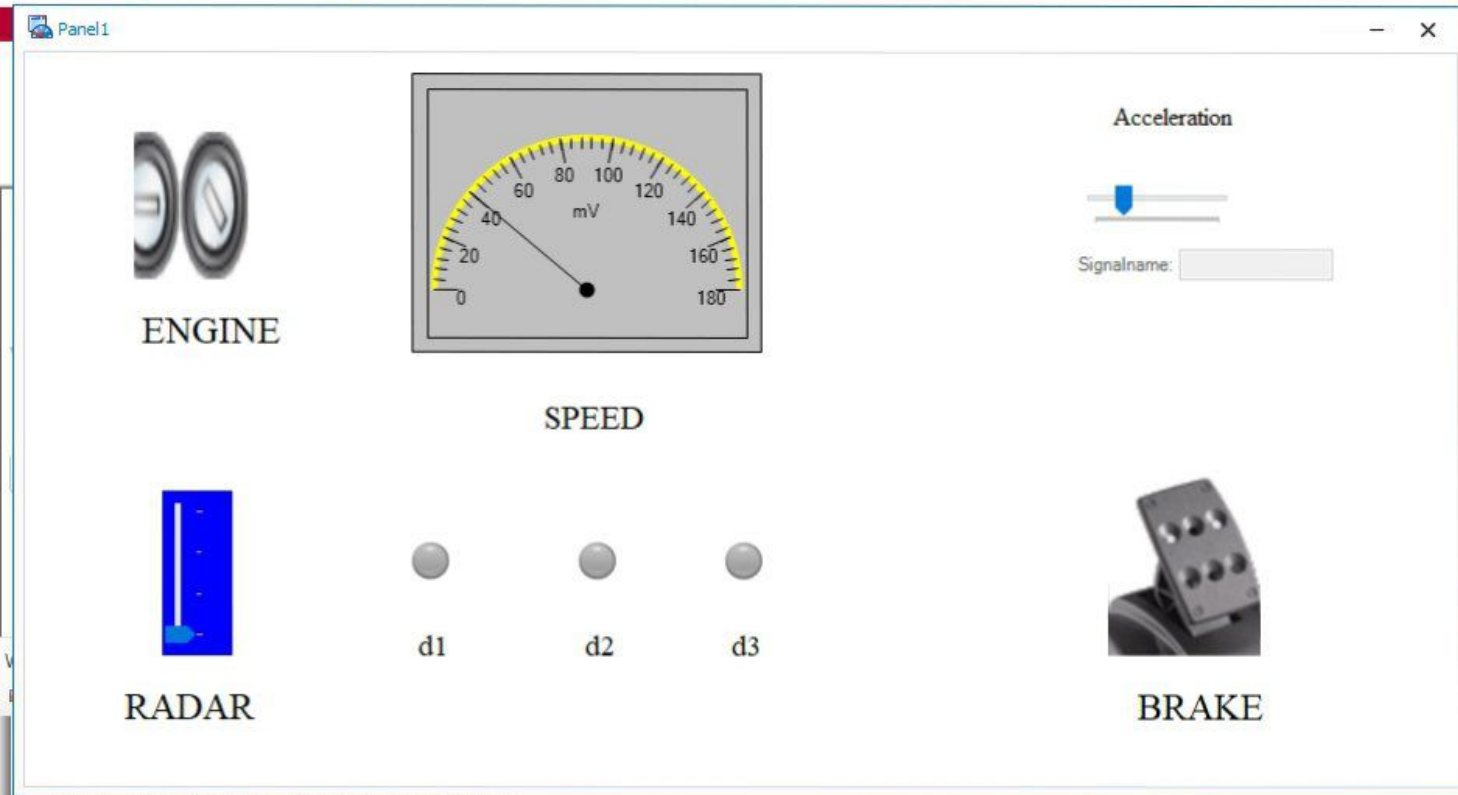 Panel1
Acceleration
0
20
40
60
80
100
120
140
160
180
mV
Signalname:
ENGINE
SPEED
d1
d2
d3
RADAR
BRAKE